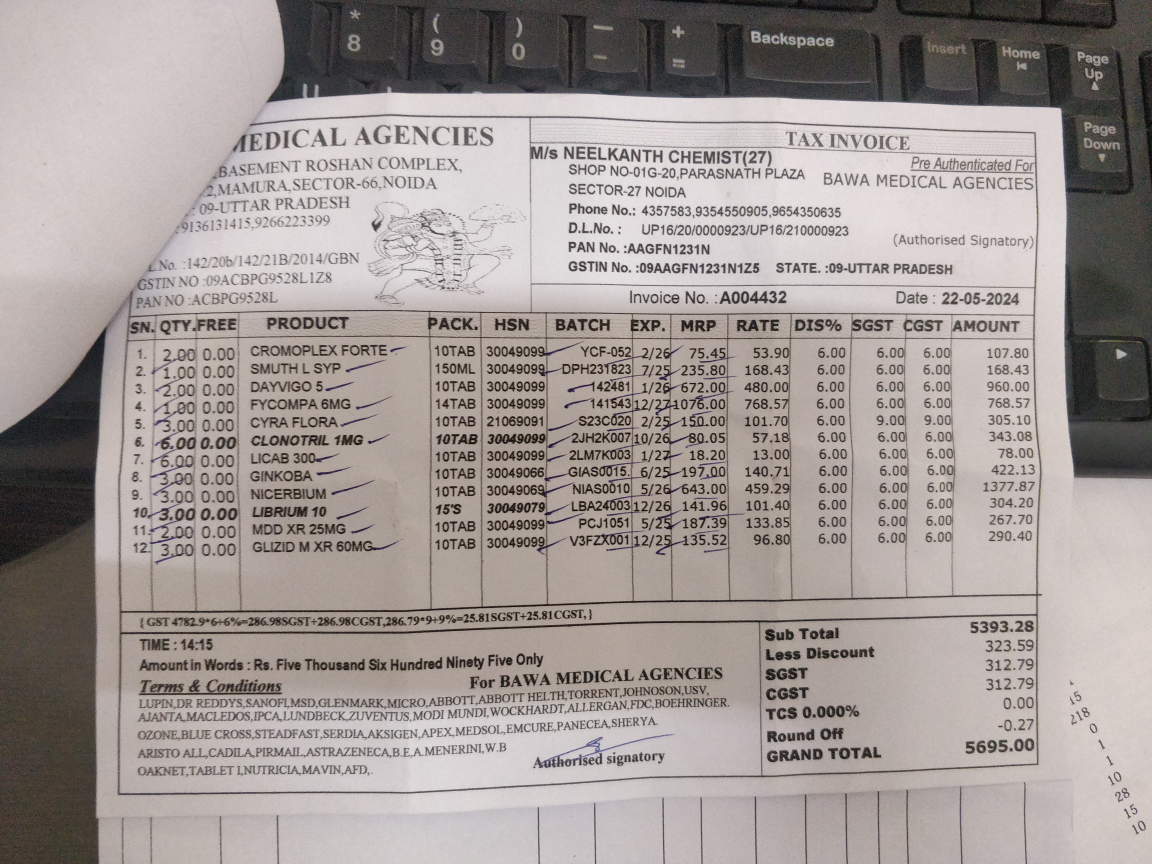 * 8 ( 9 ) 0 — – + = Backspace Insert Home Page Up
Page Down
MEDICAL AGENCIES
BASEMENT ROSHAN COMPLEX,
MAMURA,SECTOR-66,NOIDA
: 09-UTTAR PRADESH
9136131415,9266223399
L.No. :142/20b/142/21B/2014/GBN
GSTIN NO :09ACBPG9528L1Z8
PAN NO :ACBPG9528L
TAX INVOICE
M/s NEELKANTH CHEMIST(27)
SHOP NO-01G-20,PARASNATH PLAZA
SECTOR-27 NOIDA
Phone No.: 4357583,9354550905,9654350635
D.L.No. : UP16/20/0000923/UP16/210000923
PAN No. :AAGFN1231N
GSTIN No. :09AAGFN1231N1Z5 STATE. :09-UTTAR PRADESH
Pre Authenticated For
BAWA MEDICAL AGENCIES
(Authorised Signatory)
Invoice No. : A004432 Date : 22-05-2024
SN. QTY. FREE PRODUCT PACK. HSN BATCH EXP. MRP RATE DIS% SGST CGST AMOUNT
1. 2.00 0.00 CROMOPLEX FORTE 10TAB 30049099 YCF-052 2/26 75.45 53.90 6.00 6.00 6.00 107.80
2. 1.00 0.00 SMUTH L SYP 150ML 30049099 DPH231823 7/25 235.80 168.43 6.00 6.00 6.00 168.43
3. 2.00 0.00 DAYVIGO 5 10TAB 30049099 142481 1/26 672.00 480.00 6.00 6.00 6.00 960.00
4. 1.00 0.00 FYCOMPA 6MG 14TAB 30049099 141543 12/27 1076.00 768.57 6.00 6.00 6.00 768.57
5. 3.00 0.00 CYRA FLORA 10TAB 21069091 S23C020 2/25 150.00 101.70 6.00 9.00 9.00 305.10
6. 6.00 0.00 CLONOTRIL 1MG 10TAB 30049099 2JH2K007 10/26 80.05 57.18 6.00 6.00 6.00 343.08
7. 6.00 0.00 LICAB 300 10TAB 30049099 2LM7K003 1/27 18.20 13.00 6.00 6.00 6.00 78.00
8. 3.00 0.00 GINKOBA 10TAB 30049066 GIAS0015 6/25 197.00 140.71 6.00 6.00 6.00 422.13
9. 3.00 0.00 NICERBIUM 10TAB 30049069 NIAS0010 5/26 643.00 459.29 6.00 6.00 6.00 1377.87
10. 3.00 0.00 LIBRIUM 10 15'S 30049079 LBA24003 12/26 141.96 101.40 6.00 6.00 6.00 304.20
11. 2.00 0.00 MDD XR 25MG 10TAB 30049099 PCJ1051 5/25 187.39 133.85 6.00 6.00 6.00 267.70
12. 3.00 0.00 GLIZID M XR 60MG 10TAB 30049099 V3FZX001 12/25 135.52 96.80 6.00 6.00 6.00 290.40
{ GST 4782.9*6+6%=286.98SGST+286.98CGST,286.79*9+9%=25.81SGST+25.81CGST, }
TIME : 14:15
Amount in Words : Rs. Five Thousand Six Hundred Ninety Five Only
Terms & Conditions For BAWA MEDICAL AGENCIES
LUPIN,DR REDDYS,SANOFI,MSD,GLENMARK,MICRO,ABBOTT,ABBOTT HELTH,TORRENT,JOHNSON,USV,
AJANTA,MACLEDOS,IPCA,LUNDBECK,ZUVENTUS,MODI MUNDI,WOCKHARDT,ALLERGAN,FDC,BOEHRINGER.
OZONE,BLUE CROSS,STEADFAST,SERDIA,AKSIGEN,APEX,MEDSOL,EMCURE,PANECEA,SHERYA.
ARISTO ALL,CADILA,PIRMAIL,ASTRAZENECA,B.E,A.MENERINI,W.B
OAKNET,TABLET I,NUTRICIA,MAVIN,AFD,.
Authorised signatory
Sub Total 5393.28
Less Discount 323.59
SGST 312.79
CGST 312.79
TCS 0.000% 0.00
Round Off -0.27
GRAND TOTAL 5695.00
15
218
0
1
1
10
28
15
10